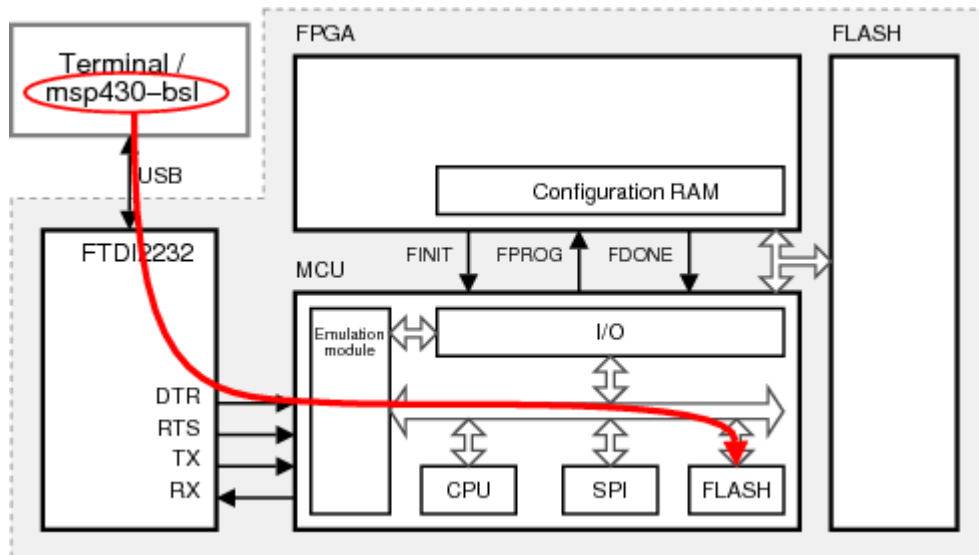 FPGA
FLASH
Terminal /
msp430-bsl
USB
Configuration RAM
FTDI2232
FINIT
FPROG
FDONE
MCU
Emulation
module
I/O
DTR
RTS
TX
RX
CPU
SPI
FLASH